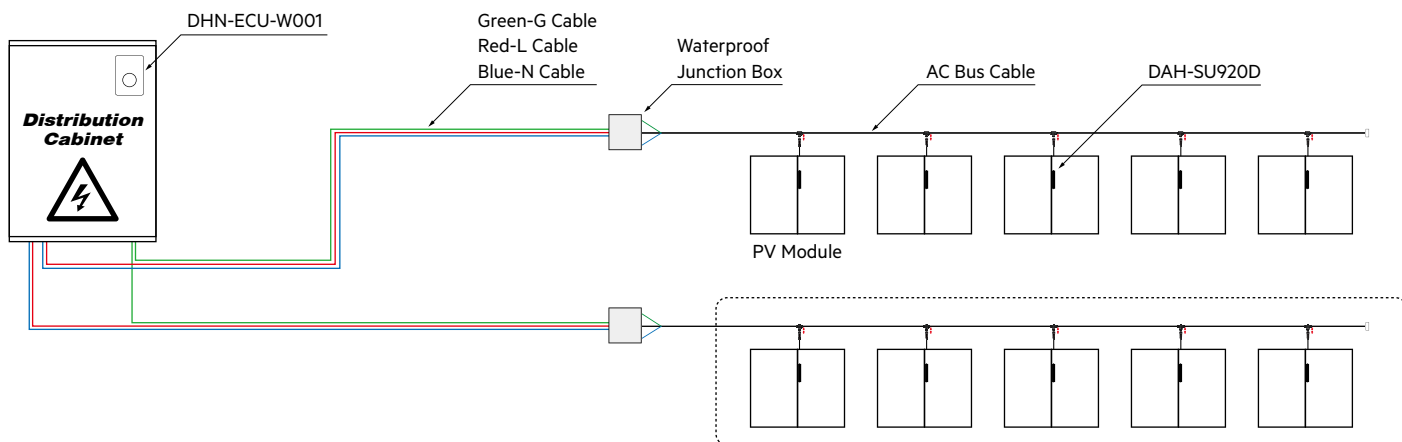 DHN-ECU-W001
Green-G Cable
Red-L Cable
Blue-N Cable
Waterproof
Junction Box
AC Bus Cable
DAH-SU920D
Distribution
Cabinet
PV Module